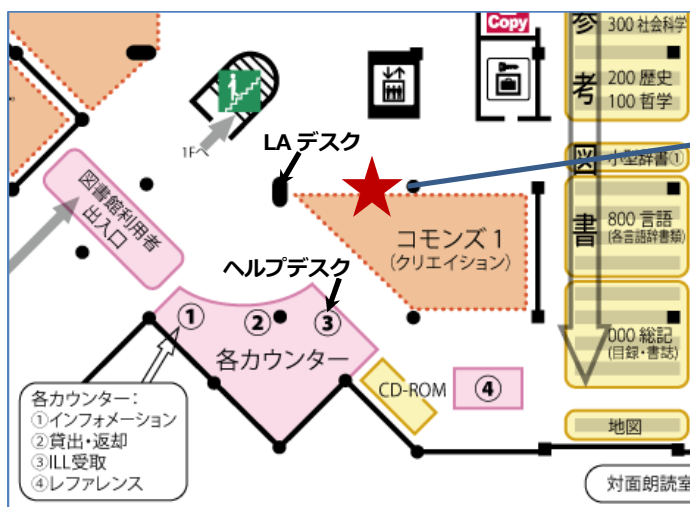 Copy
参考図書
300 社会科学
200 歴史
100 哲学
1Fへ
LA デスク
小型辞書①
図書館利用者
出入口
800 言語
(各言語辞書類)
コモンズ 1
(クリエイション)
ヘルプデスク
① ② ③
各カウンター
000 総記
(目録・書誌)
CD-ROM
④
地図
各カウンター：
①インフォメーション
②貸出・返却
③ILL受取
④レファレンス
対面朗読室